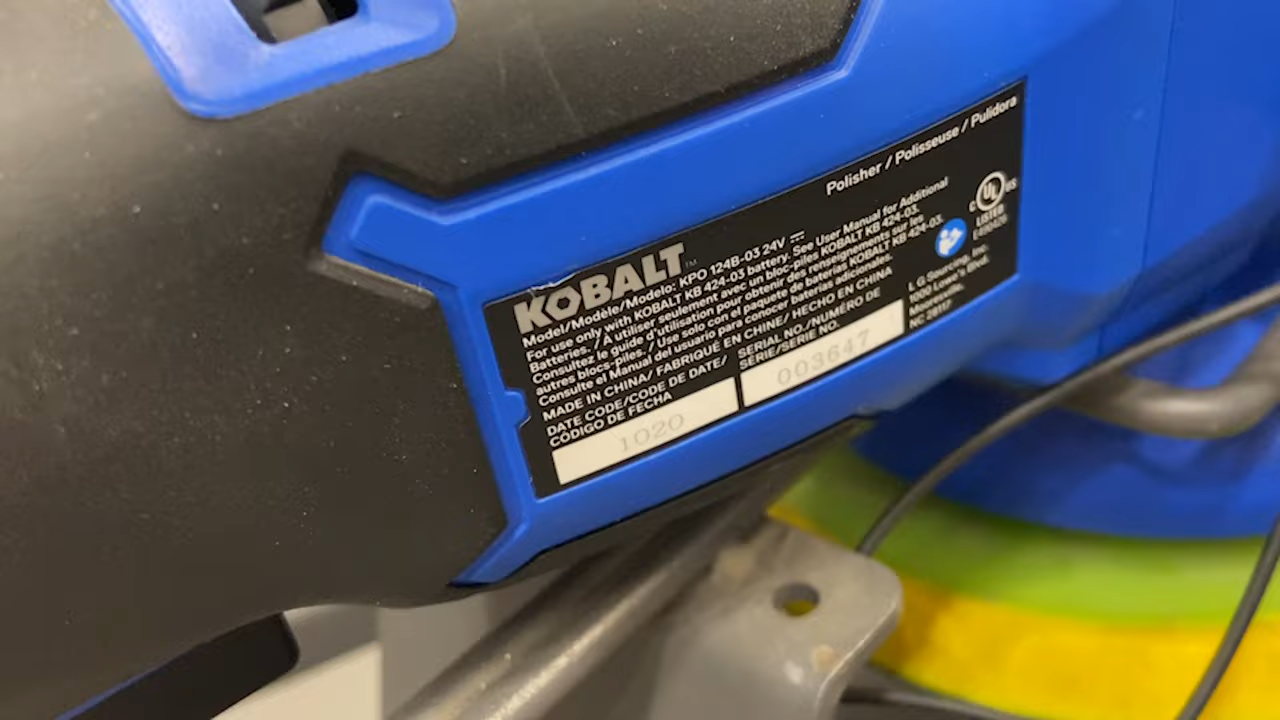 Polisher / Polisseuse / Pulidora
KOBALT™
Model/Modèle/Modelo: KPO 124B-03 24V ⎓
For use only with KOBALT KB 424-03 battery. See User Manual for Additional
Batteries. / À utiliser seulement avec un bloc-piles KOBALT KB 424-03.
Consultez le guide d'utilisation pour obtenir des renseignements sur les
autres blocs-piles. / Use solo con el paquete de baterías KOBALT KB 424-03.
Consulte el Manual del usuario para conocer baterías adicionales.
MADE IN CHINA/ FABRIQUÉ EN CHINE/ HECHO EN CHINA
DATE CODE/CODE DE DATE/
CÓDIGO DE FECHA
1020
SERIAL NO./NUMÉRO DE
SÉRIE/SERIE NO.
003647
C UL US
LISTED
E490426
L G Sourcing, Inc.
1000 Lowe's Blvd.
Mooresville,
NC 28117